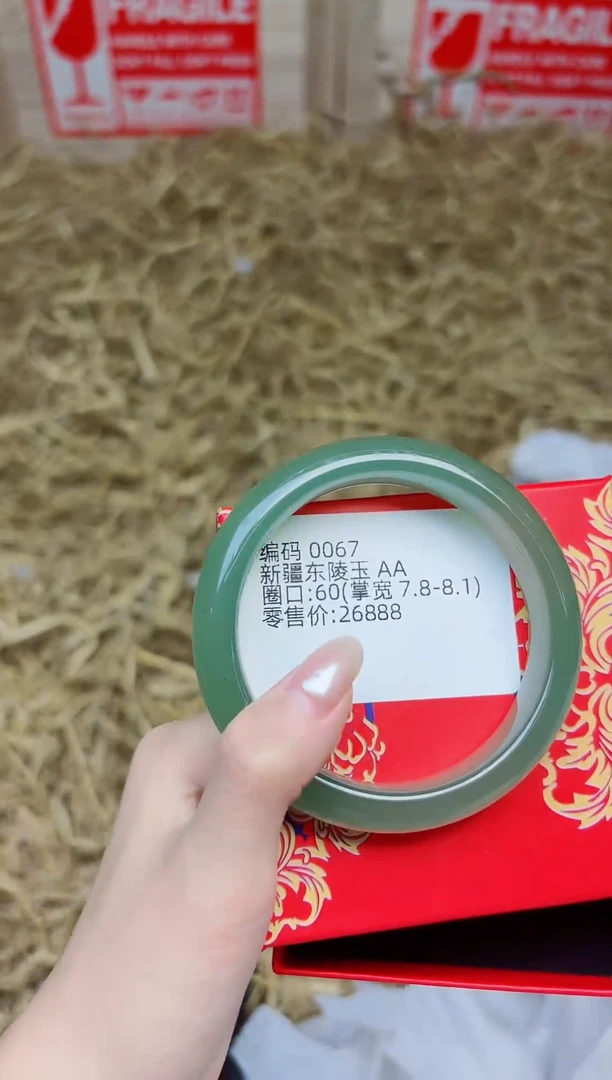 FRAGILE
FRAGILE
编码 0067
新疆东陵玉 AA
圈口:60(掌宽 7.8-8.1)
零售价:26888